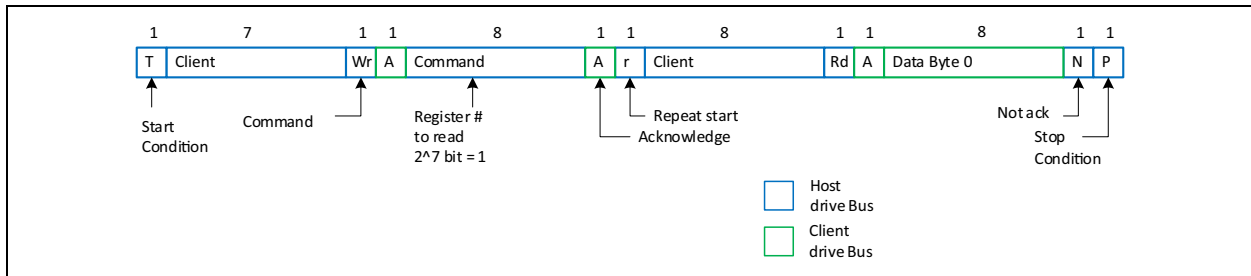 1 7 1 1 8 1 1 8 1 1 8 1 1
T Client Wr A Command A r Client Rd A Data Byte 0 N P
Start
Condition
Command
Register #
to read
2^7 bit = 1
Repeat start
Acknowledge
Not ack
Stop
Condition
Host
drive Bus
Client
drive Bus